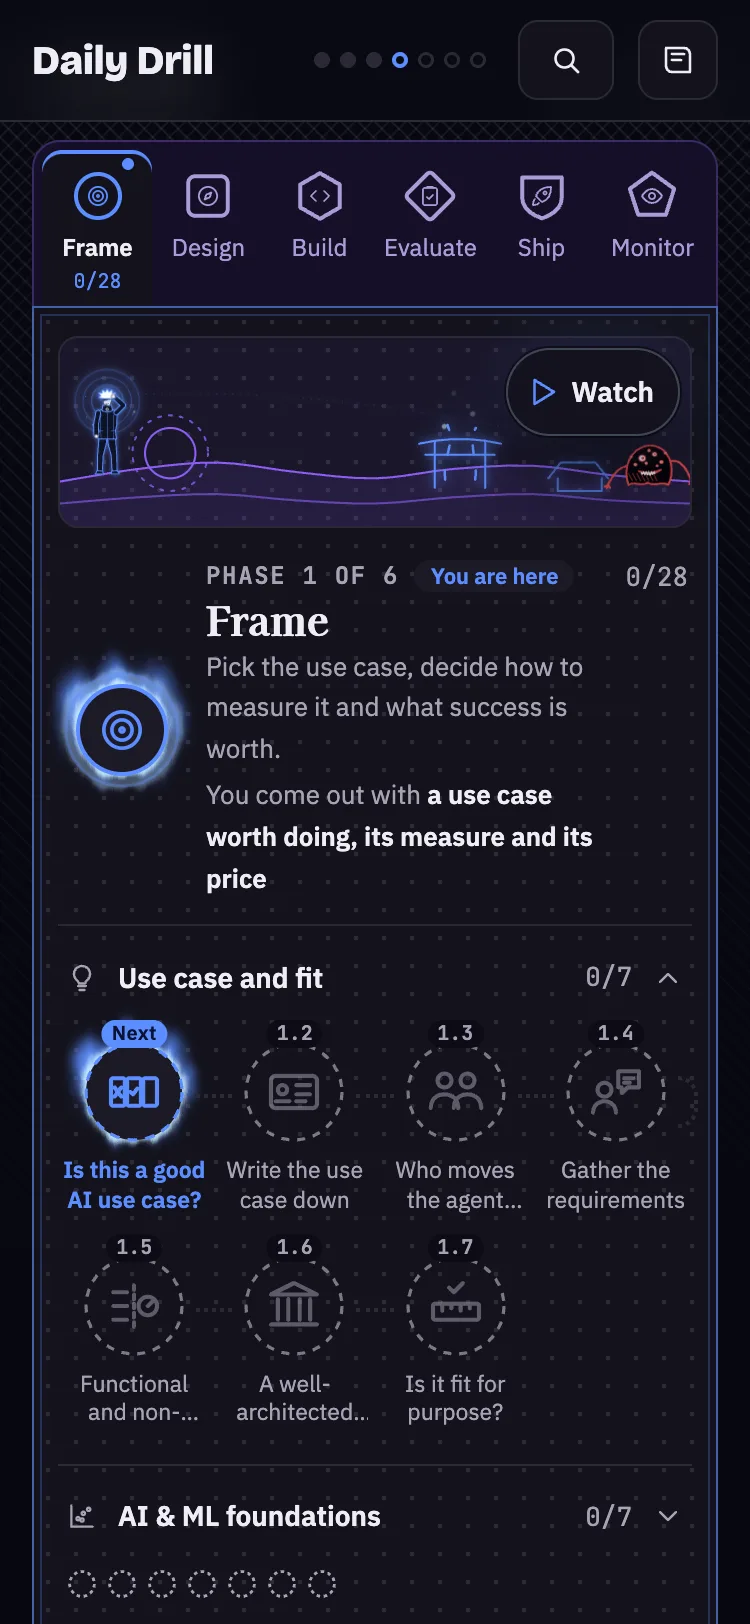 Daily Drill
Frame
Design
Build
Evaluate
Ship
Monitor
0/28
Watch
PHASE 1 OF 6
You are here
0/28
Frame
Pick the use case, decide how to
measure it and what success is
worth.
You come out with a use case
worth doing, its measure and its
price
Use case and fit
0/7
Next
1.2
1.3
1.4
Is this a good
AI use case?
Write the use
case down
Who moves
the agent...
Gather the
requirements
1.5
1.6
1.7
Functional
and non-...
A well-
architected...
Is it fit for
purpose?
AI & ML foundations
0/7